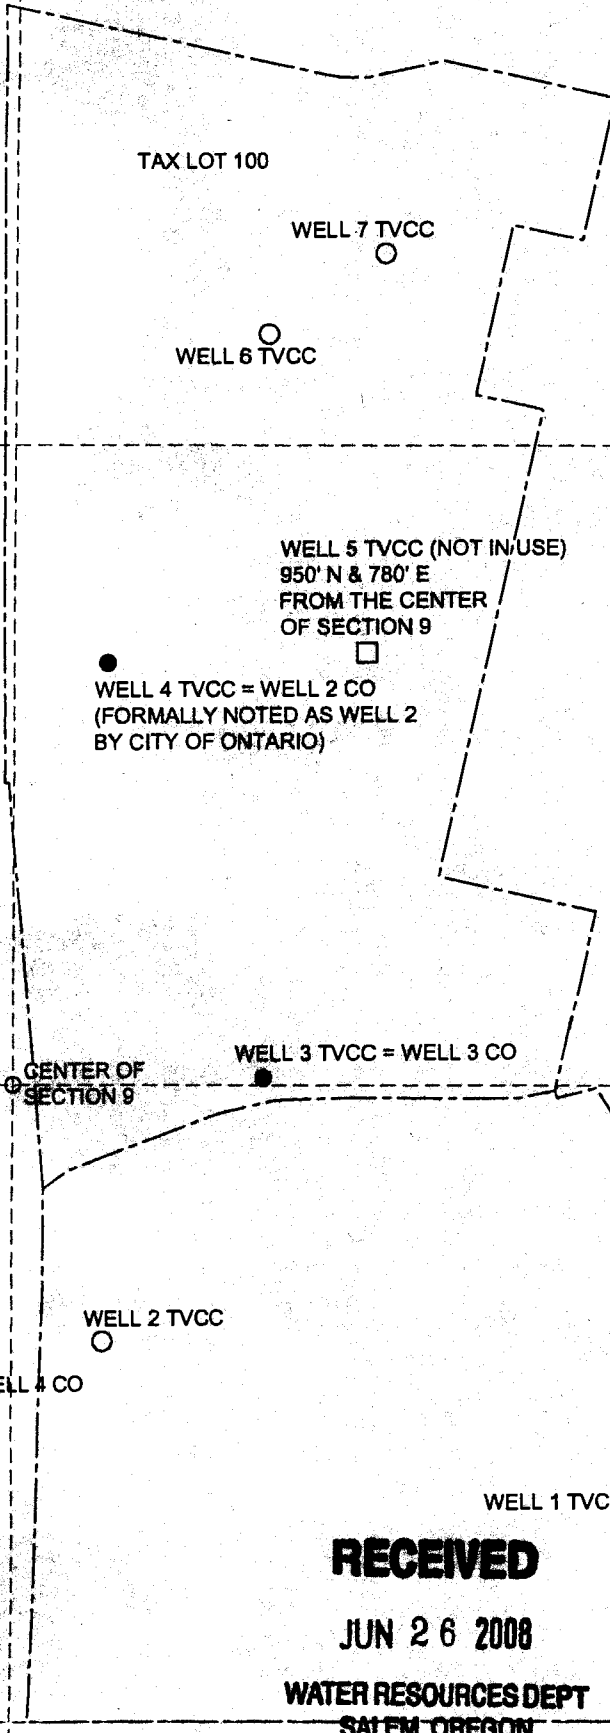 TAX LOT 100
WELL 7 TVCC
WELL 6 TVCC
WELL 5 TVCC (NOT IN USE)
950' N & 780' E
FROM THE CENTER
OF SECTION 9
WELL 4 TVCC = WELL 2 CO
(FORMALLY NOTED AS WELL 2
BY CITY OF ONTARIO)
WELL 3 TVCC = WELL 3 CO
CENTER OF
SECTION 9
WELL 2 TVCC
ELL 4 CO
WELL 1 TVC
RECEIVED
JUN 26 2008
WATER RESOURCES DEPT
SALEM, OREGON